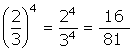 (2/3)^4 = 2^4/3^4 = 16/81